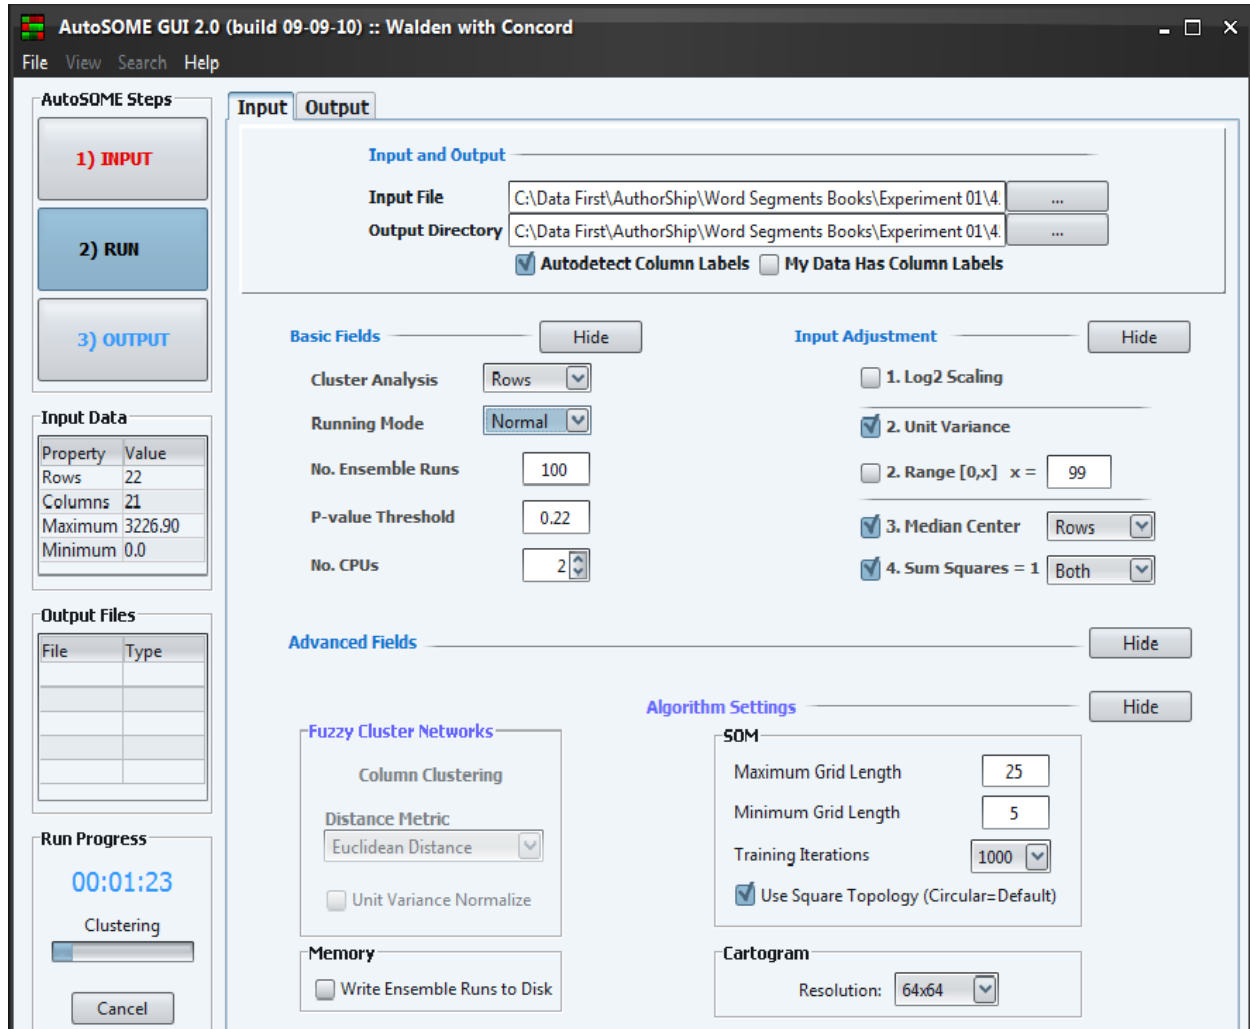 AutoSOME GUI 2.0 (build 09-09-10) :: Walden with Concord
File View Search Help
AutoSOME Steps
1) INPUT
2) RUN
3) OUTPUT
Input Data
Property Value
Rows 22
Columns 21
Maximum 3226.90
Minimum 0.0
Output Files
File Type
Run Progress
00:01:23
Clustering
Cancel
Input Output
Input and Output
Input File C:\Data First\AuthorShip\Word Segments Books\Experiment 01\4. ...
Output Directory C:\Data First\AuthorShip\Word Segments Books\Experiment 01\4. ...
Autodetect Column Labels My Data Has Column Labels
Basic Fields Hide
Cluster Analysis Rows
Running Mode Normal
No. Ensemble Runs 100
P-value Threshold 0.22
No. CPUs 2
Input Adjustment Hide
1. Log2 Scaling
2. Unit Variance
2. Range [0,x] x = 99
3. Median Center Rows
4. Sum Squares = 1 Both
Advanced Fields Hide
Algorithm Settings Hide
Fuzzy Cluster Networks
Column Clustering
Distance Metric
Euclidean Distance
Unit Variance Normalize
Memory
Write Ensemble Runs to Disk
SOM
Maximum Grid Length 25
Minimum Grid Length 5
Training Iterations 1000
Use Square Topology (Circular=Default)
Cartogram
Resolution: 64x64